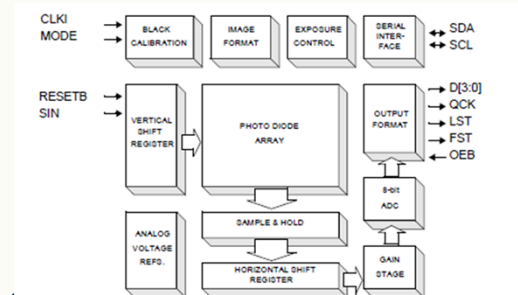 CLKI
MODE
BLACK
CALIBRATION
IMAGE
FORMAT
EXPOSURE
CONTROL
SERIAL
INTER-
FACE
SDA
SCL
RESETB
SIN
VERTICAL
SHIFT
REGISTER
PHOTO DIODE
ARRAY
OUTPUT
FORMAT
D[3:0]
QCK
LST
FST
OEB
8-bit
ADC
ANALOG
VOLTAGE
REFS.
SAMPLE & HOLD
HORIZONTAL SHIFT
REGISTER
GAIN
STAGE